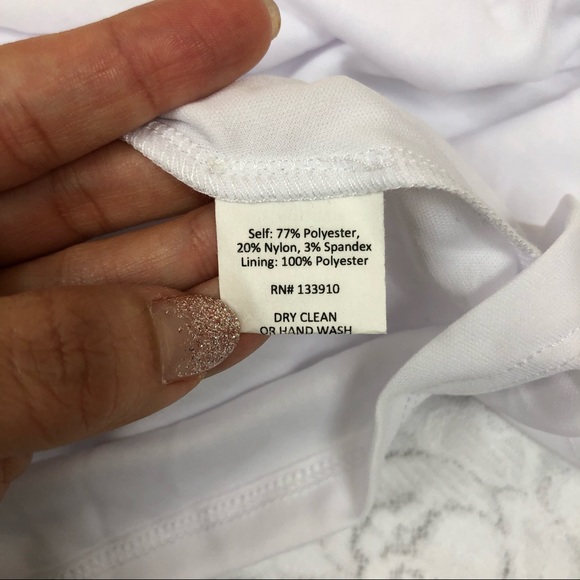 Self: 77% Polyester,
20% Nylon, 3% Spandex
Lining: 100% Polyester
RN# 133910
DRY CLEAN
OR HAND WASH